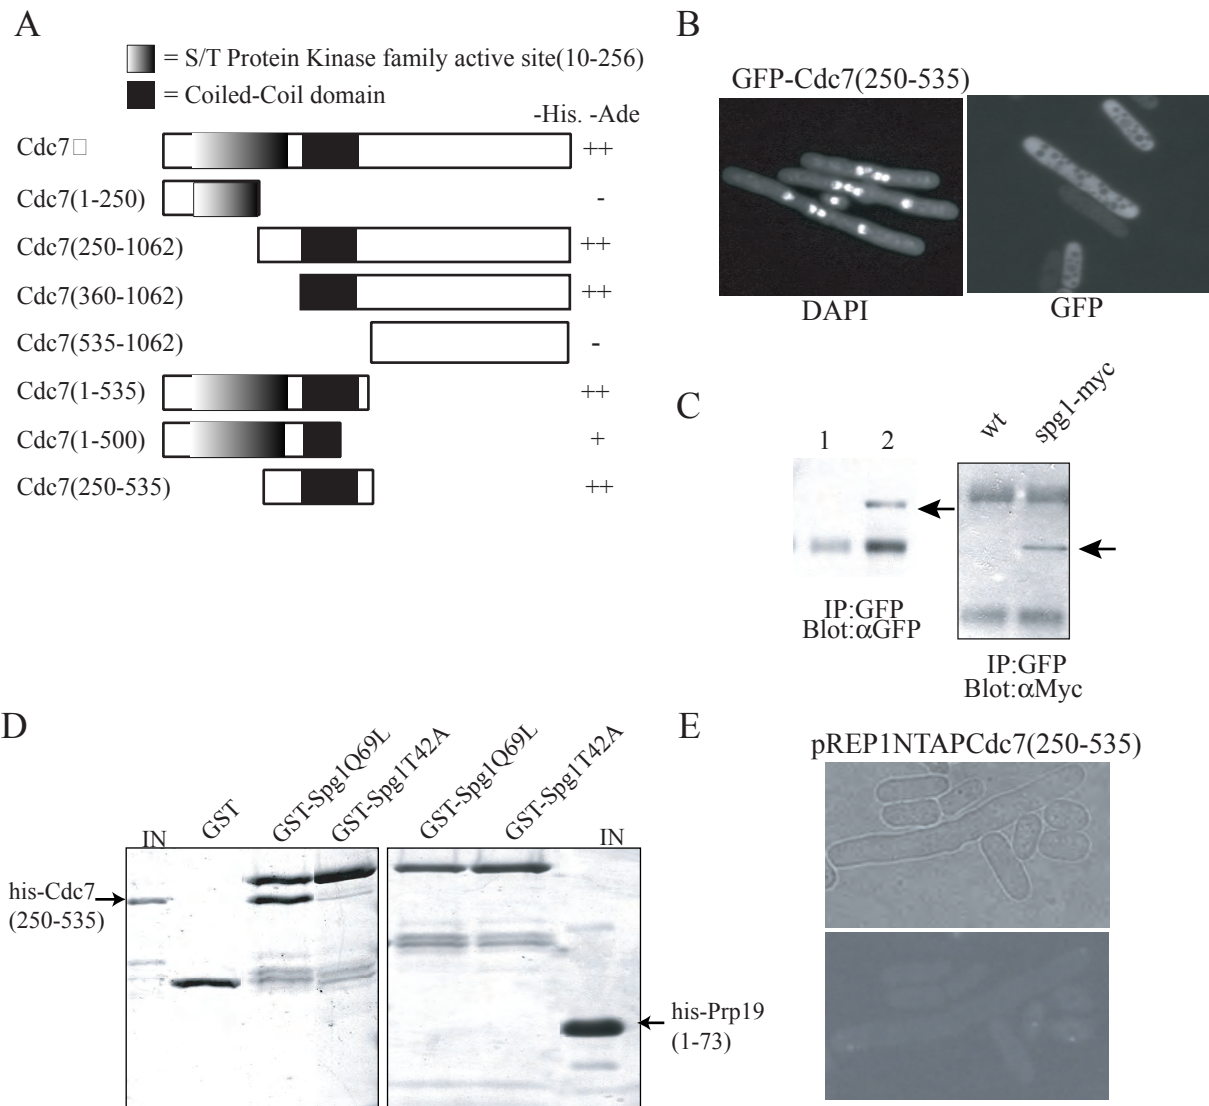 A
= S/T Protein Kinase family active site(10-256)
= Coiled-Coil domain
-His. -Ade
Cdc7□ ++
Cdc7(1-250) -
Cdc7(250-1062) ++
Cdc7(360-1062) ++
Cdc7(535-1062) -
Cdc7(1-535) ++
Cdc7(1-500) +
Cdc7(250-535) ++
B
GFP-Cdc7(250-535)
DAPI
GFP
C
1 2
wt spg1-myc
IP:GFP
Blot:αGFP
IP:GFP
Blot:αMyc
D
IN GST GST-Spg1Q69L GST-Spg1T42A
GST-Spg1Q69L GST-Spg1T42A IN
his-Cdc7
(250-535)
his-Prp19
(1-73)
E
pREP1NTAPCdc7(250-535)